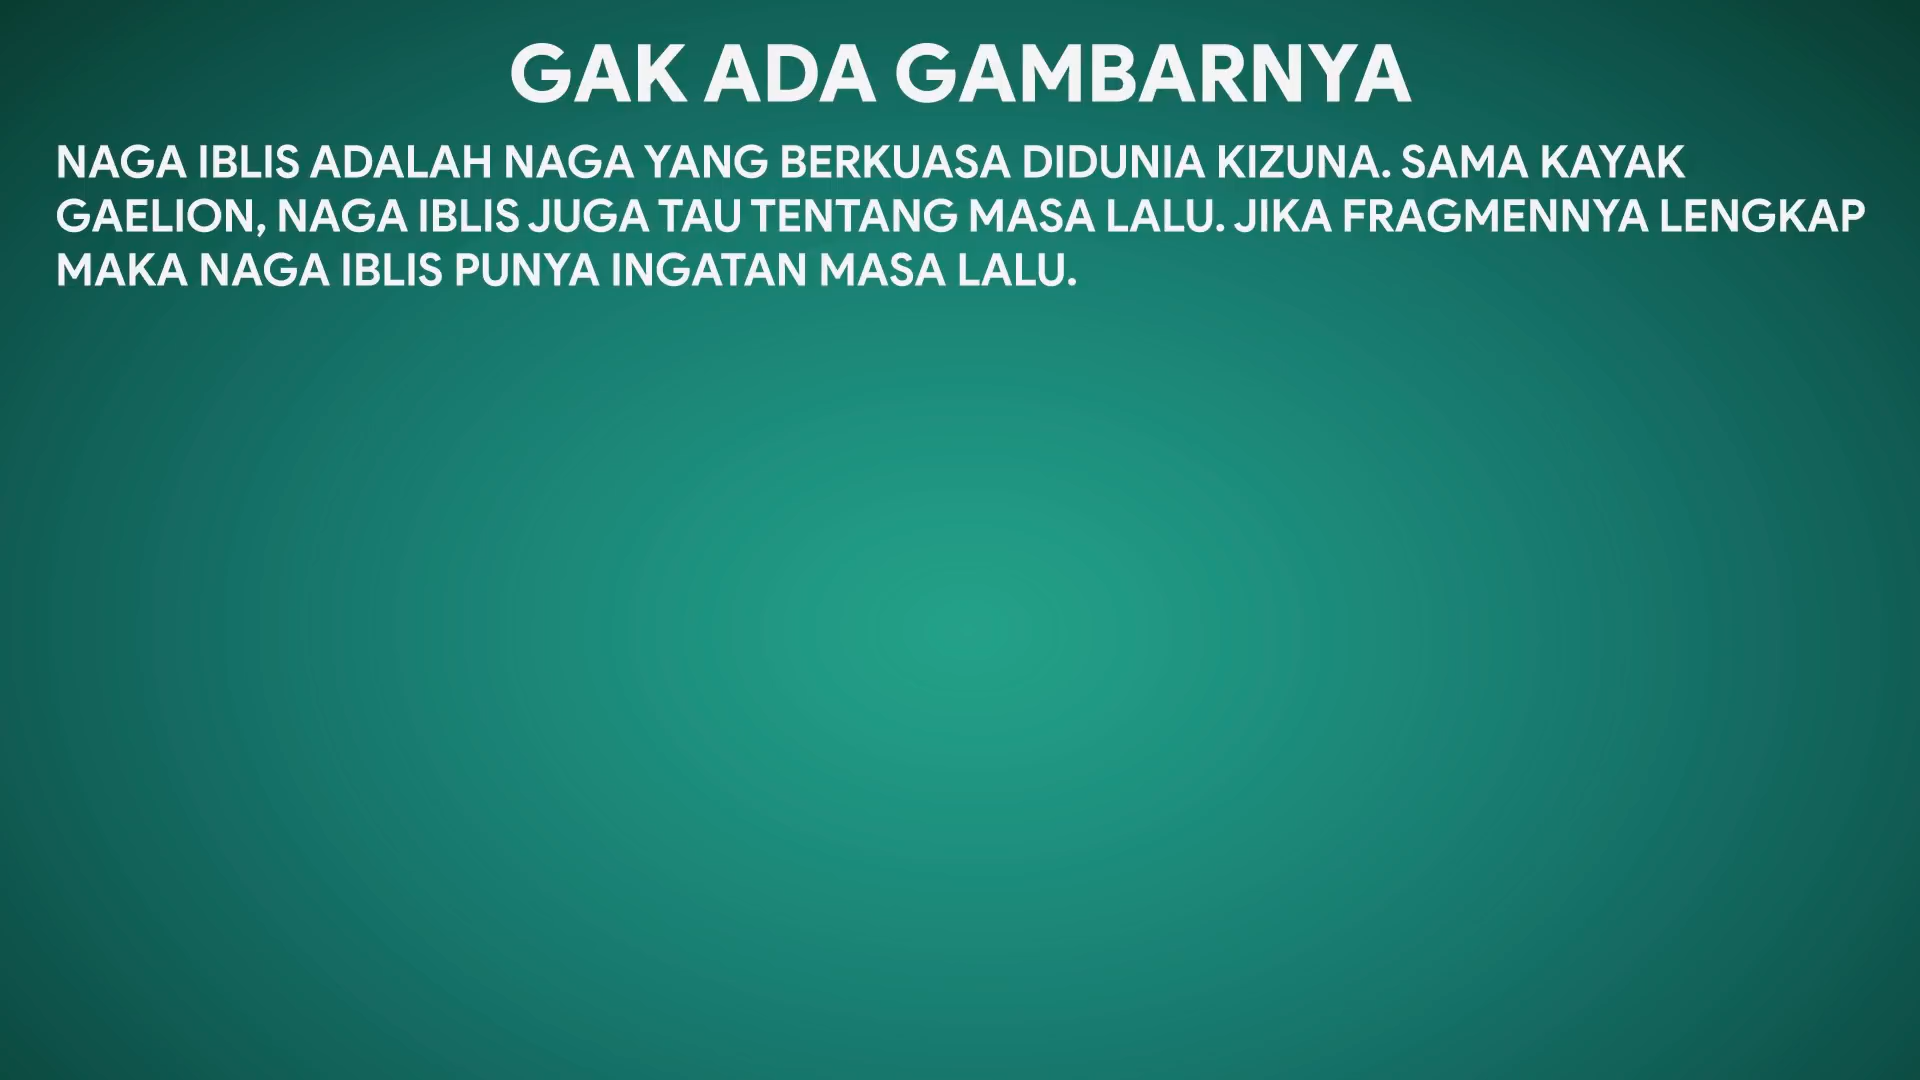 GAK ADA GAMBARNYA
NAGA IBLIS ADALAH NAGA YANG BERKUASA DIDUNIA KIZUNA. SAMA KAYAK
GAELION, NAGA IBLIS JUGA TAU TENTANG MASA LALU. JIKA FRAGMENNYA LENGKAP
MAKA NAGA IBLIS PUNYA INGATAN MASA LALU.